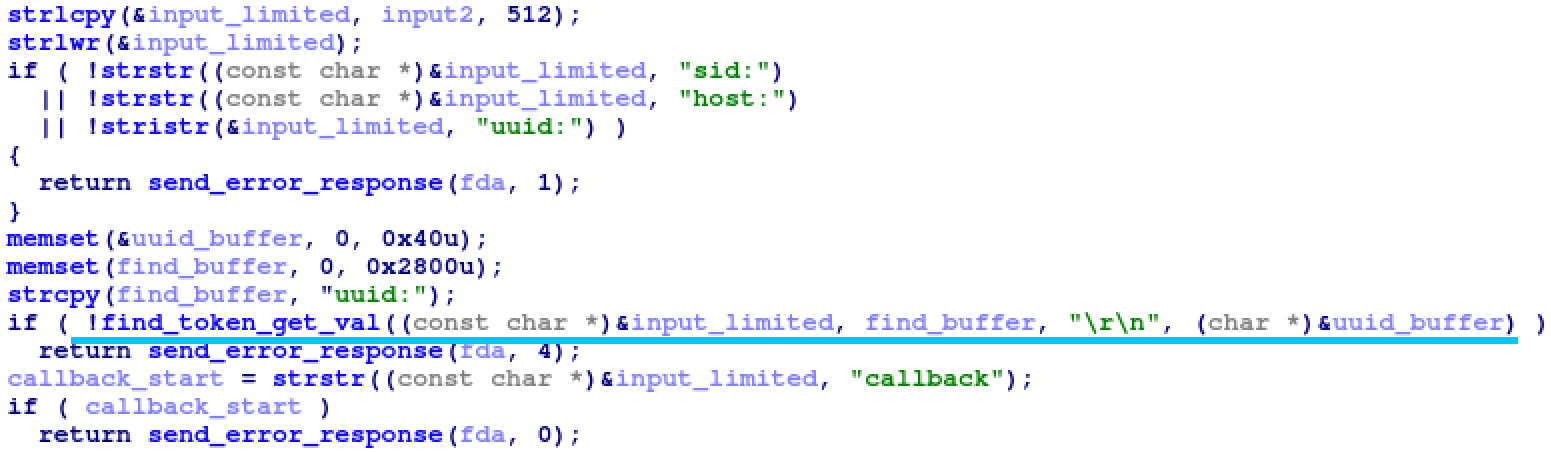 strlcpy(&input_limited, input2, 512);
strlwr(&input_limited);
if ( !strstr((const char *)&input_limited, "sid:")
  || !strstr((const char *)&input_limited, "host:")
  || !stristr(&input_limited, "uuid:") )
{
  return send_error_response(fda, 1);
}
memset(&uuid_buffer, 0, 0x40u);
memset(find_buffer, 0, 0x2800u);
strcpy(find_buffer, "uuid:");
if ( !find_token_get_val((const char *)&input_limited, find_buffer, "\r\n", (char *)&uuid_buffer) )
  return send_error_response(fda, 4);
callback_start = strstr((const char *)&input_limited, "callback");
if ( callback_start )
  return send_error_response(fda, 0);